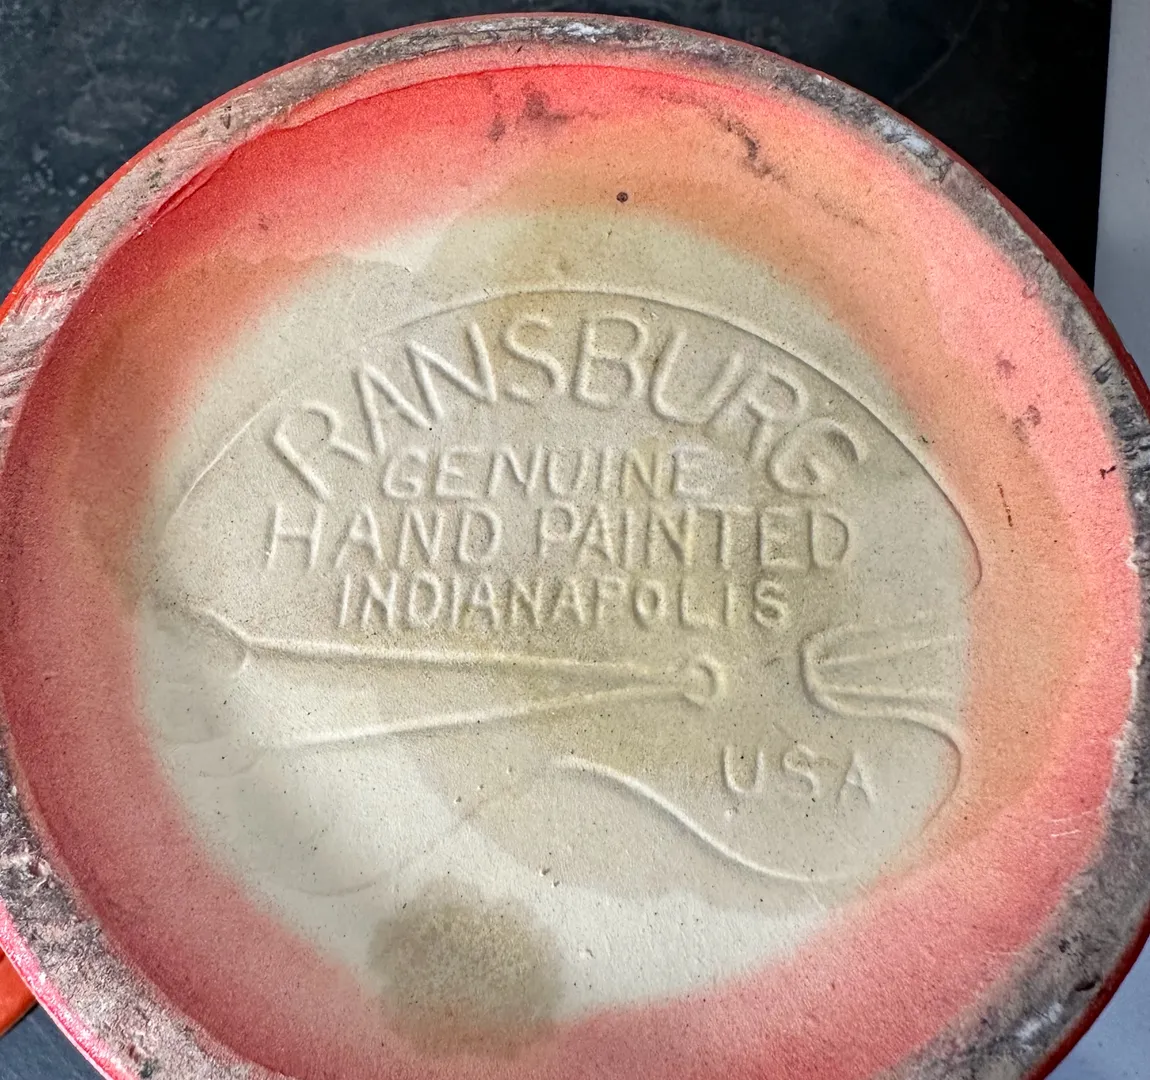 RANSBURG
GENUINE
HAND PAINTED
INDIANAPOLIS
USA